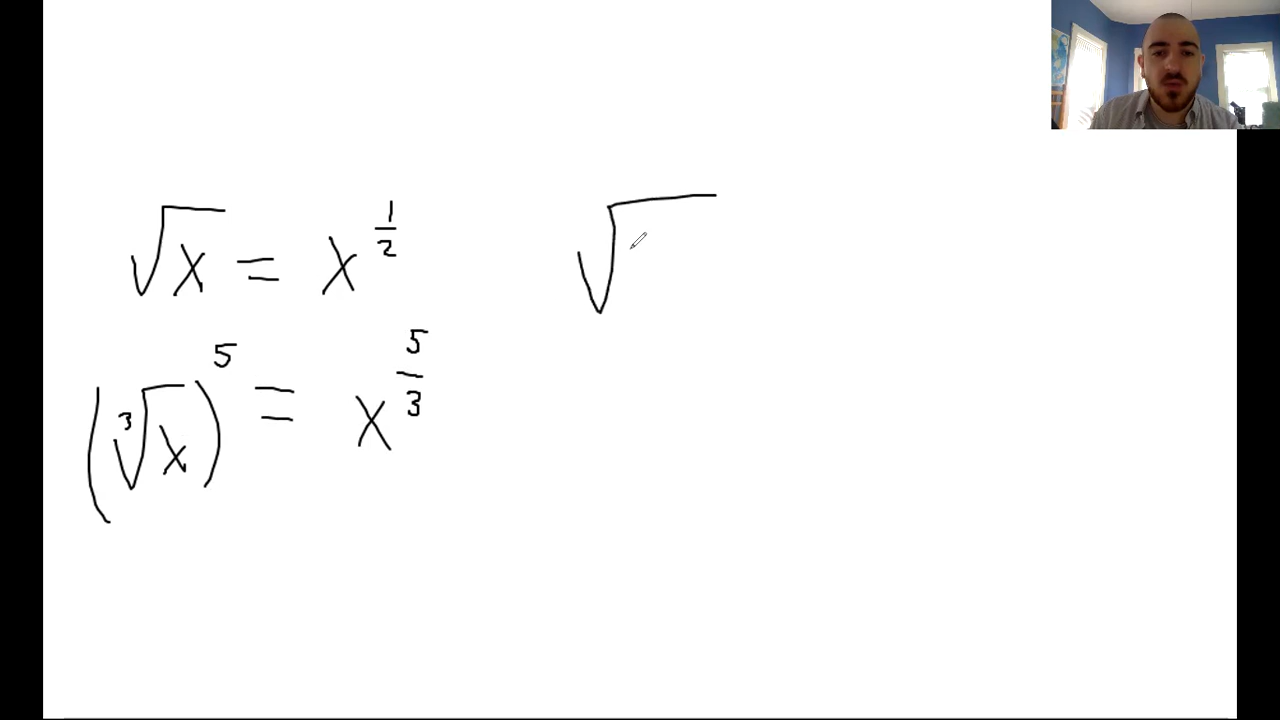 √x = x^(1/2)
(∛x)^5 = x^(5/3)
√